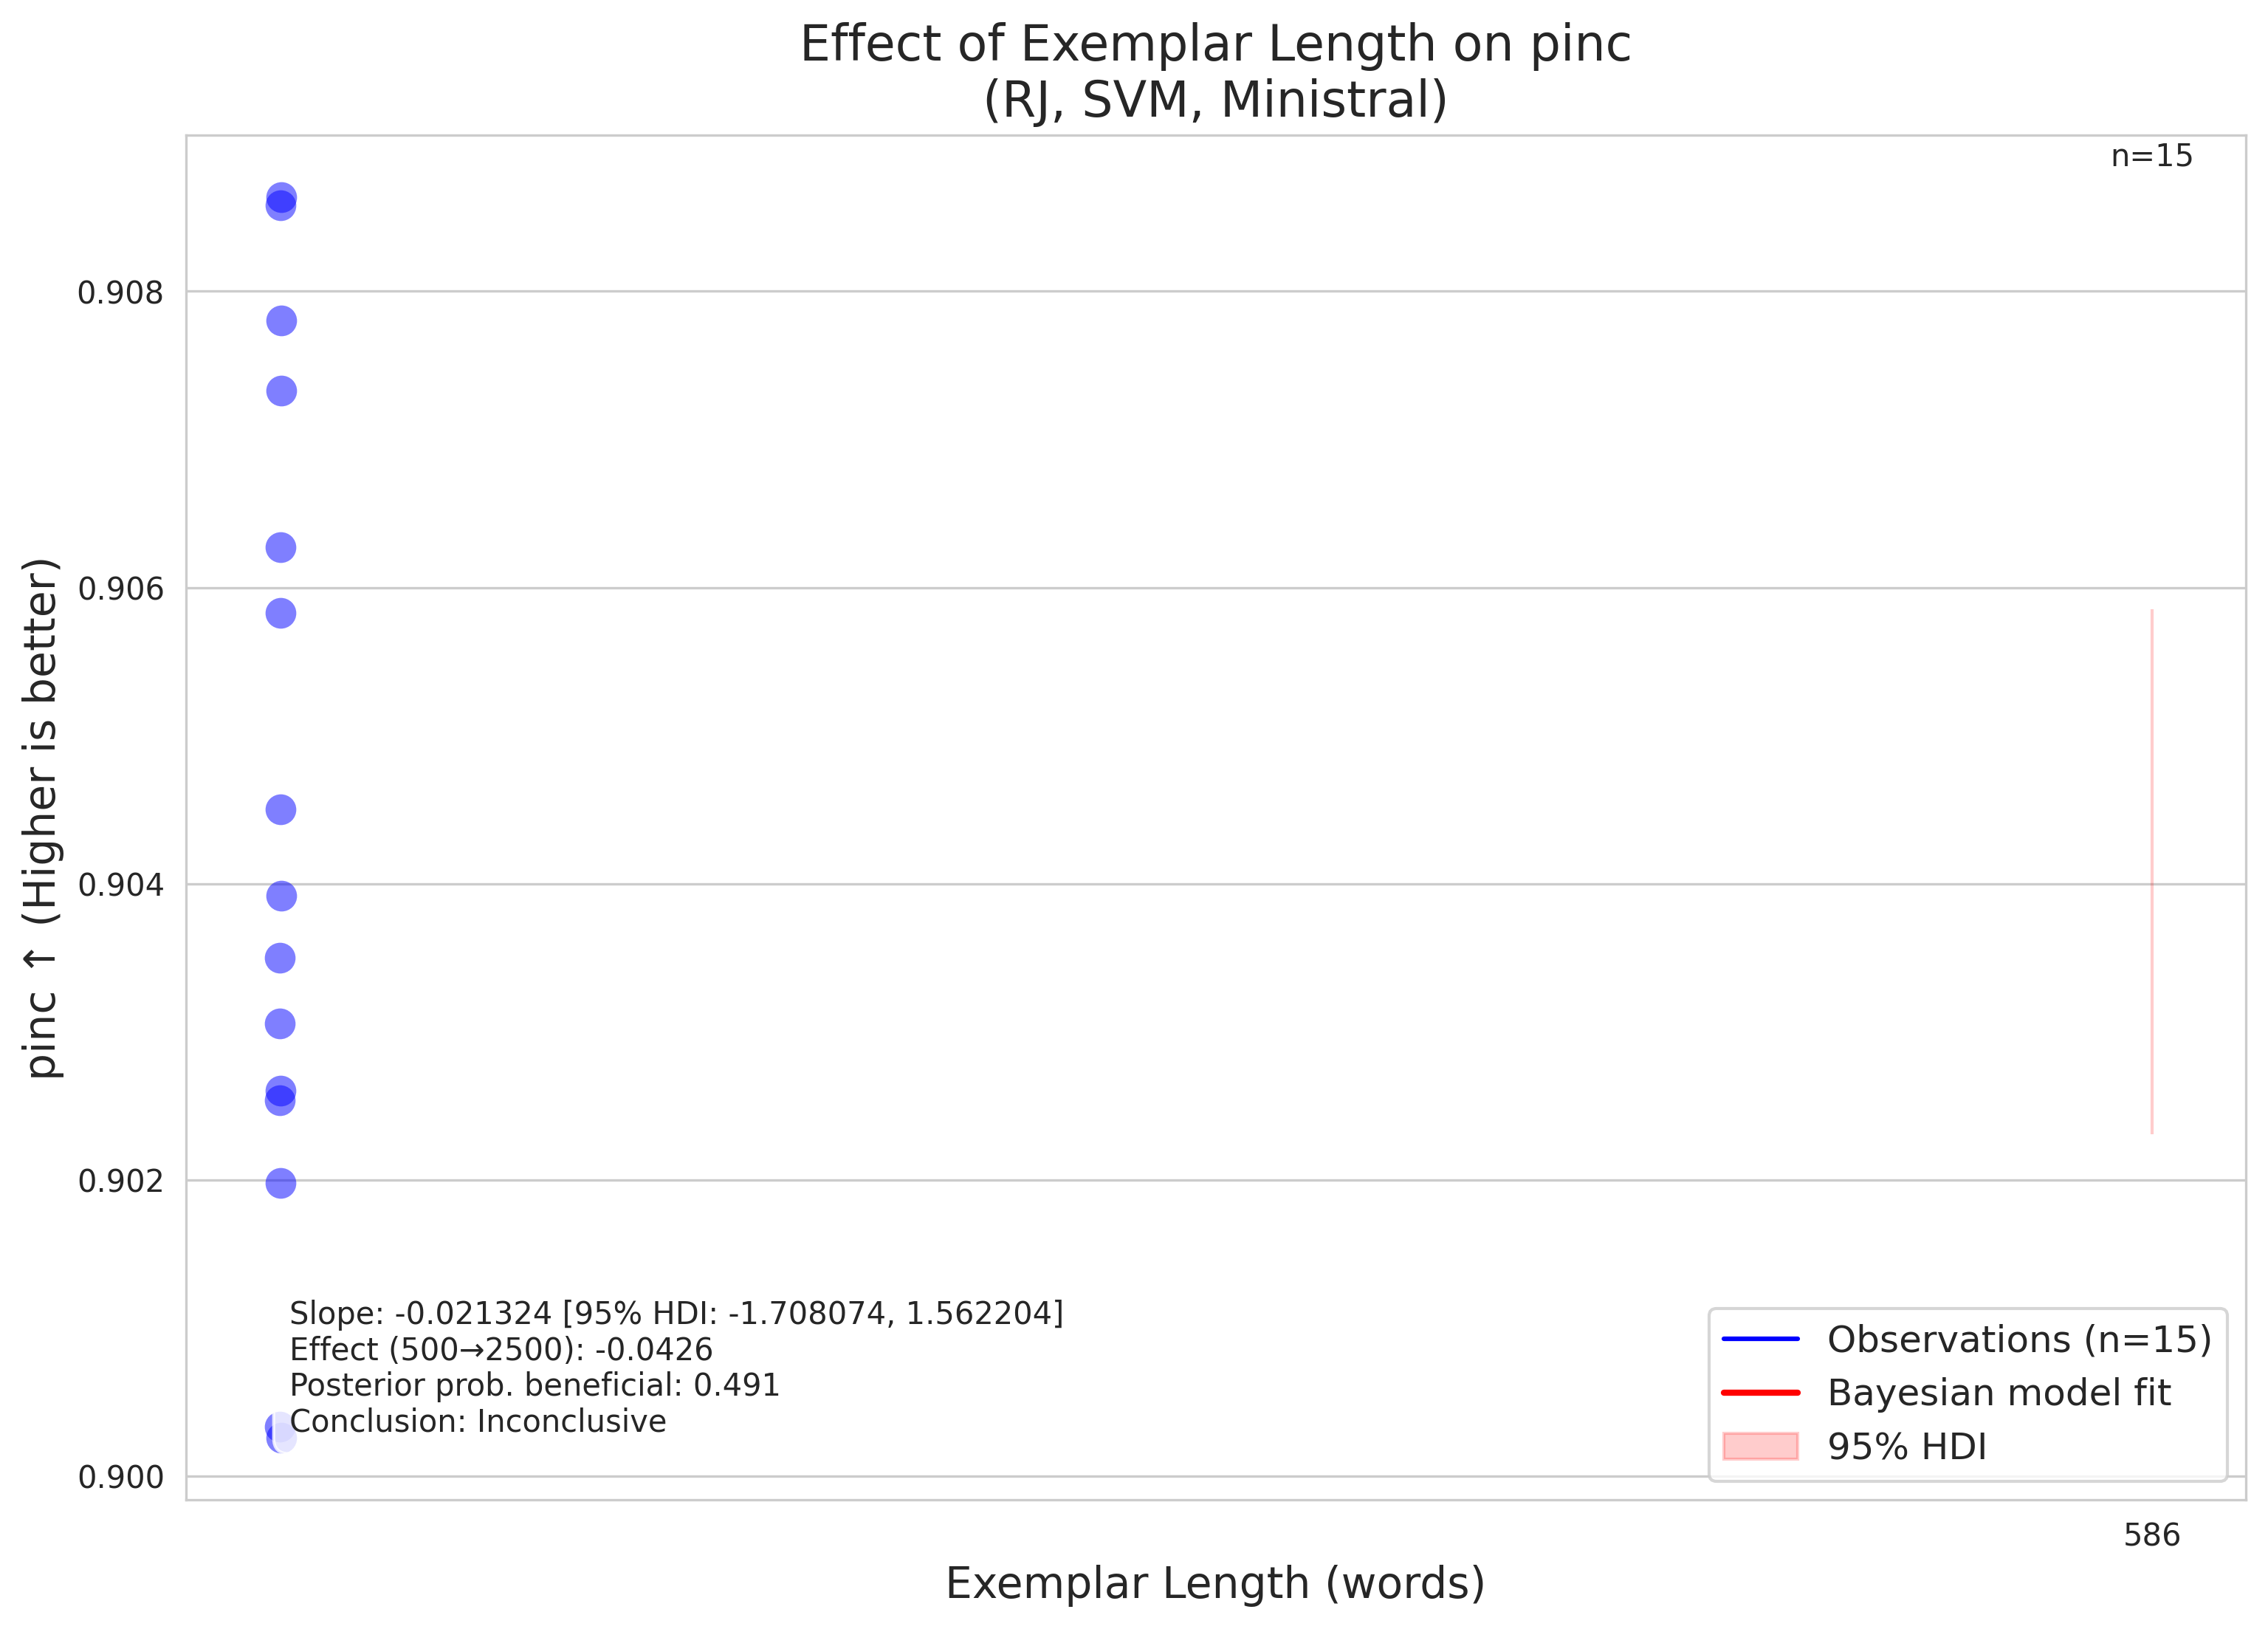 Effect of Exemplar Length on pinc
(RJ, SVM, Ministral)
n=15
pinc ↑ (Higher is better)
0.908
0.906
0.904
0.902
0.900
Slope: -0.021324 [95% HDI: -1.708074, 1.562204]
Effect (500→2500): -0.0426
Posterior prob. beneficial: 0.491
Conclusion: Inconclusive
Observations (n=15)
Bayesian model fit
95% HDI
586
Exemplar Length (words)